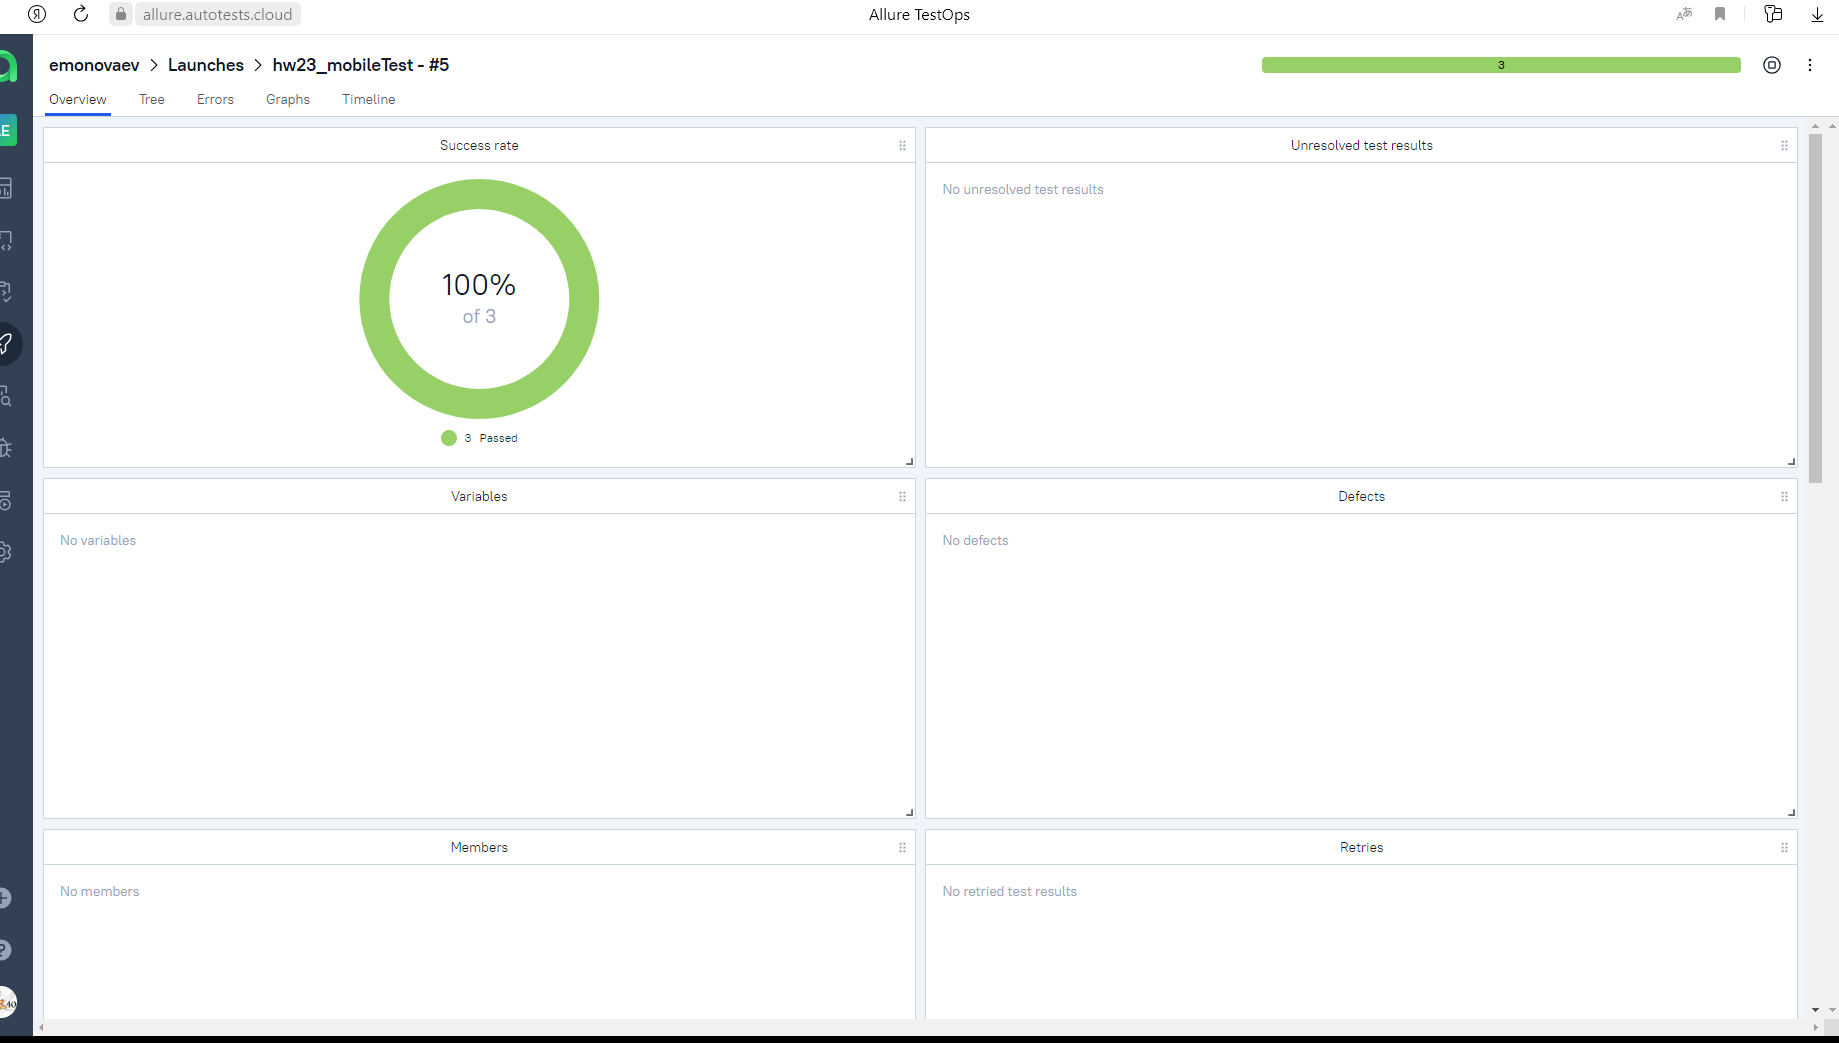 allure.autotests.cloud
Allure TestOps
emonovaev > Launches > hw23_mobileTest - #5
3
Overview Tree Errors Graphs Timeline
E
Success rate
100%
of 3
3 Passed
Unresolved test results
No unresolved test results
Variables
No variables
Defects
No defects
Members
No members
Retries
No retried test results